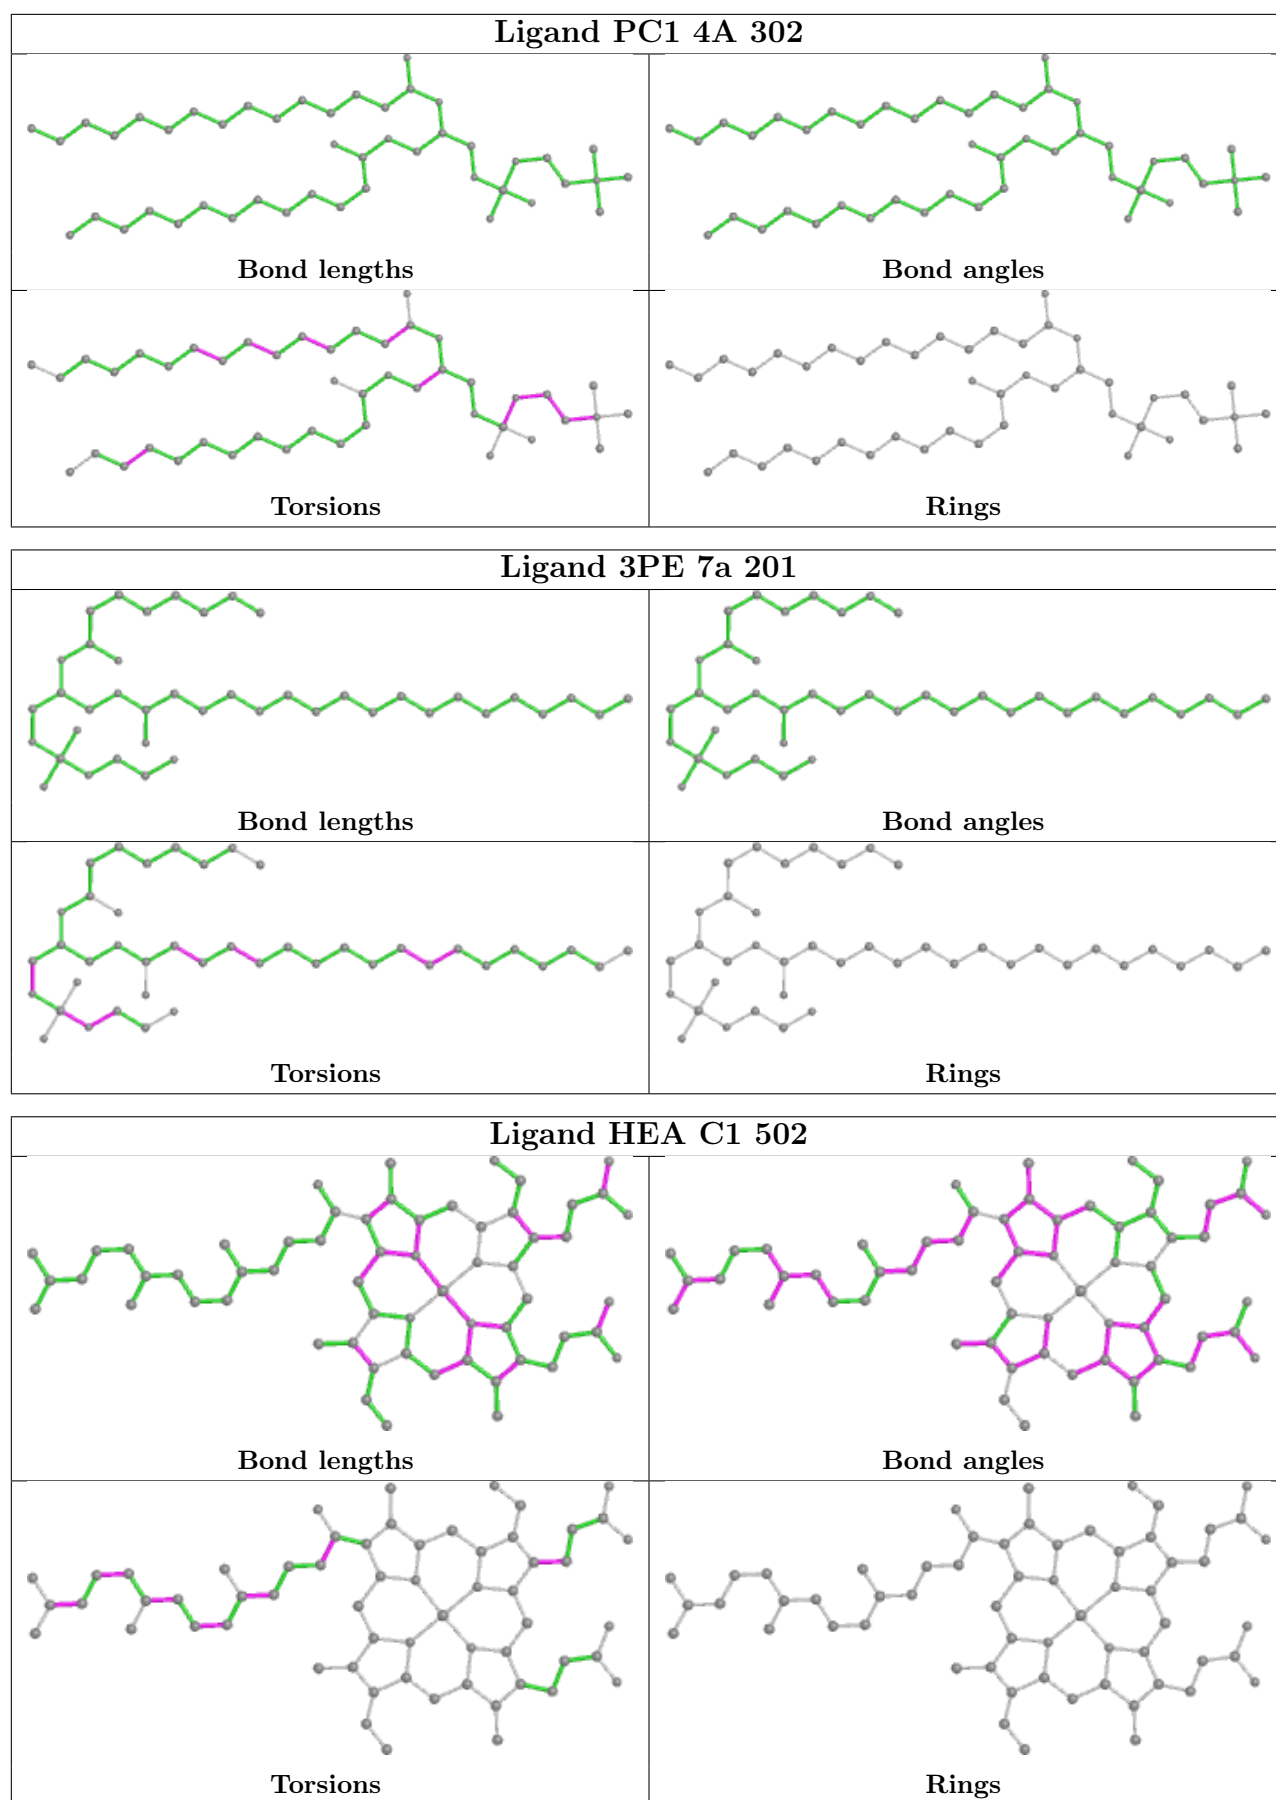 Ligand PC1 4A 302
Bond lengths
Bond angles
Torsions
Rings
Ligand 3PE 7a 201
Bond lengths
Bond angles
Torsions
Rings
Ligand HEA C1 502
Bond lengths
Bond angles
Torsions
Rings